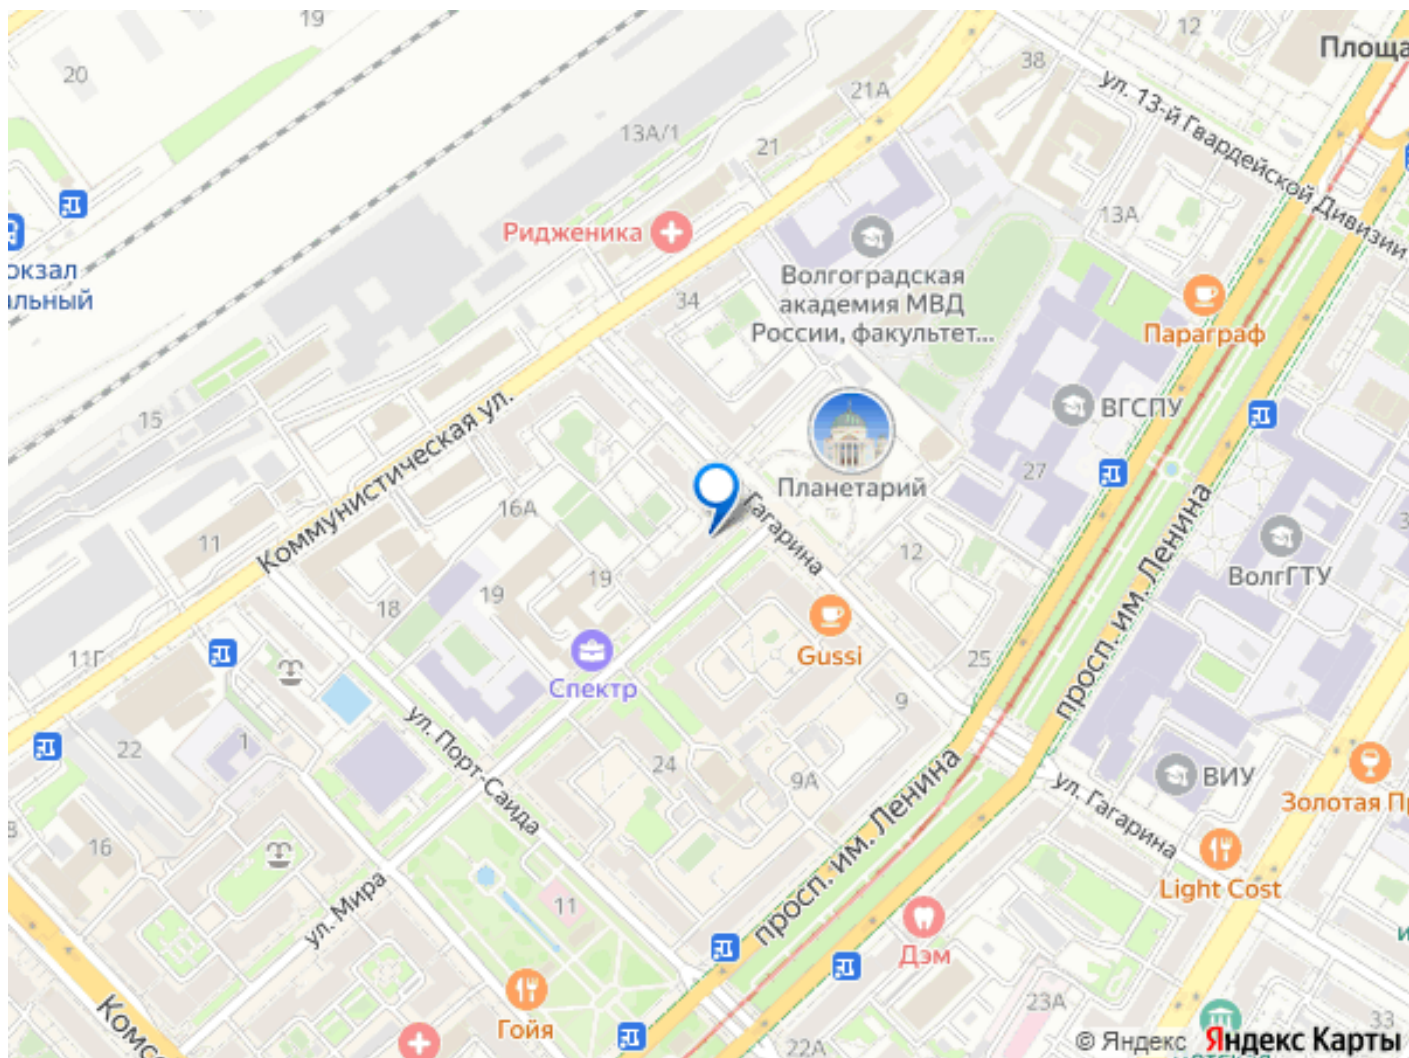 19
12
Площа
20
38
21А
ул. 13-й Гвардейской Дивизии
13А/1
21
13А
Ридженика
окзал
альный
Волгоградская
академия МВД
России, факультет...
34
Параграф
15
ВГСПУ
Коммунистическая ул.
27
Планетарий
16А
Гагарина
просп. им. Ленина
11
12
ВолгГТУ
19
19
18
Gussi
25
11Г
Спектр
9
ул. Порт-Саида
22
1
24
9А
ВИУ
Золотая Пр
ул. Гагарина
просп. им. Ленина
16
Light Cost
ул. Мира
11
Дэм
Гойя
23А
Комсо
22А
33
© Яндекс Яндекс Карты